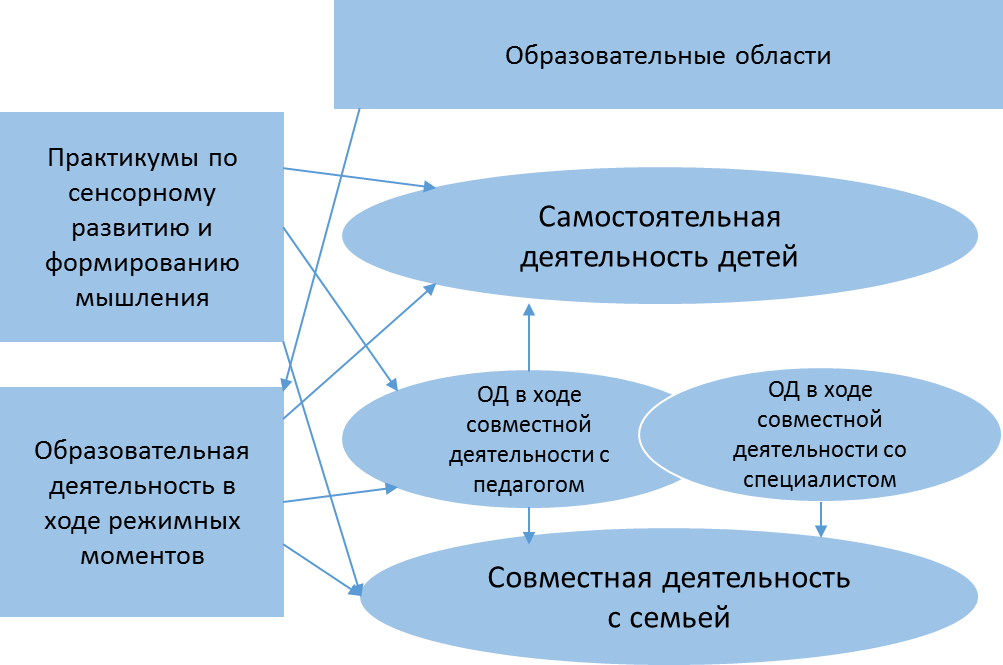 Образовательные области
Практикумы по
сенсорному
развитию и
формированию
мышления
Самостоятельная
деятельность детей
Образовательная
деятельность в
ходе режимных
моментов
ОД в ходе
совместной
деятельности с
педагогом
ОД в ходе
совместной
деятельности со
специалистом
Совместная деятельность
с семьей